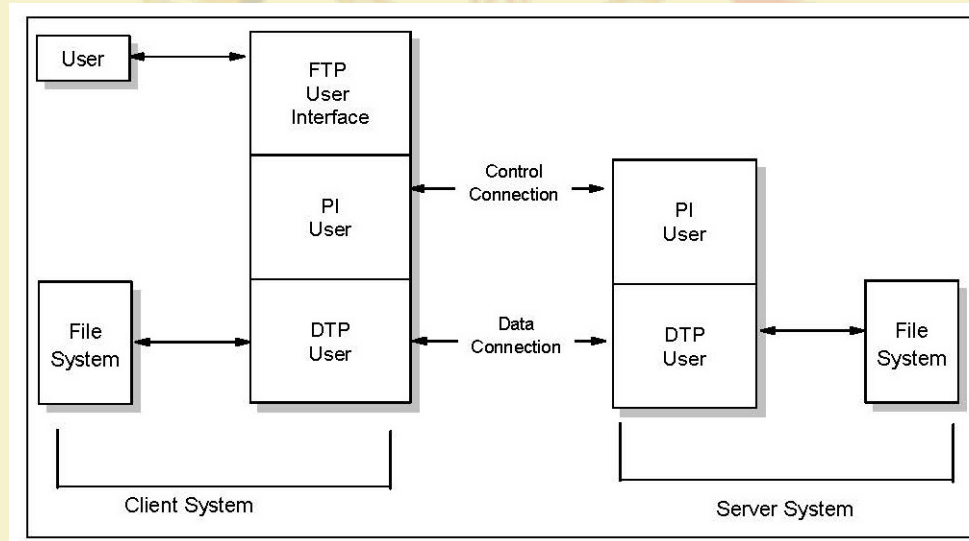 User
FTP
User
Interface
Control
Connection
PI
User
PI
User
File
System
DTP
User
Data
Connection
DTP
User
File
System
Client System
Server System